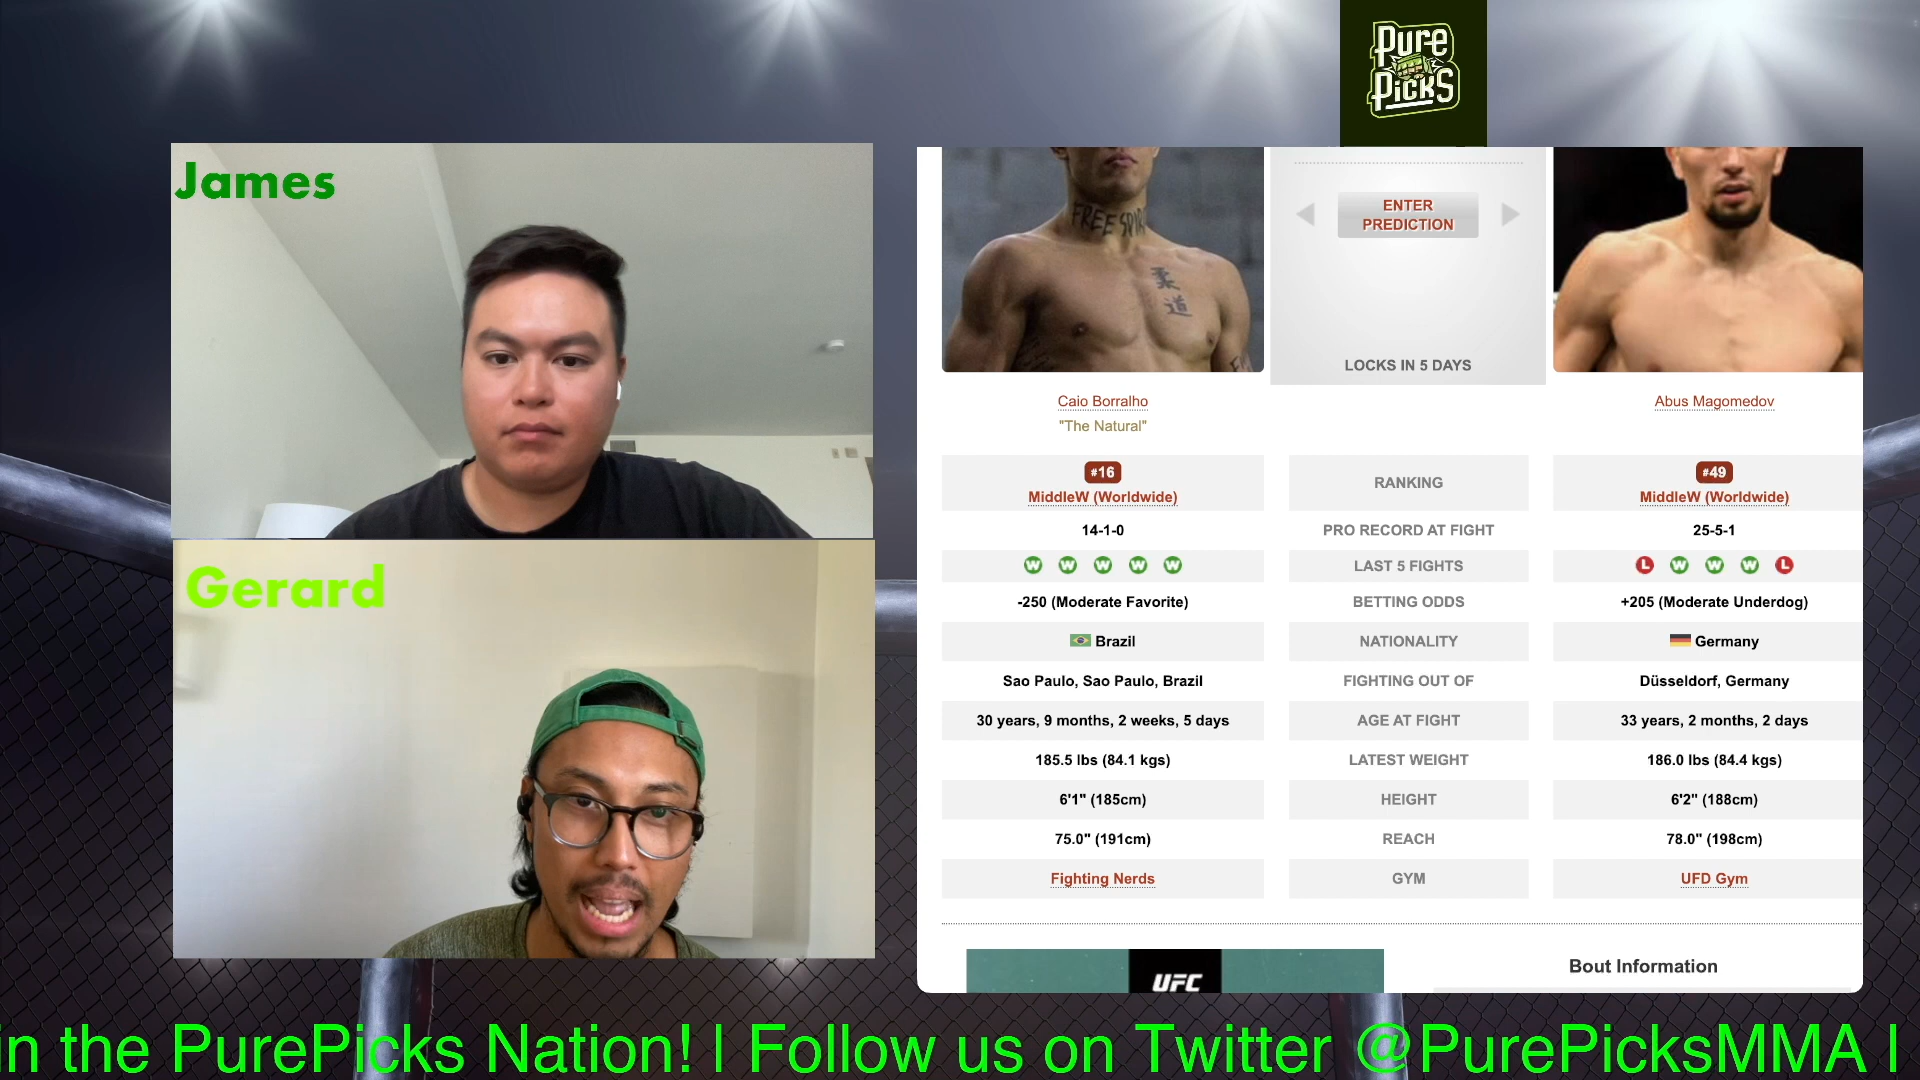 Pure
Picks
James
Gerard
FREE SPIRI
柔
道
ENTER
PREDICTION
LOCKS IN 5 DAYS
Caio Borralho
Abus Magomedov
"The Natural"
#16
MiddleW (Worldwide)
RANKING
#49
MiddleW (Worldwide)
14-1-0
PRO RECORD AT FIGHT
25-5-1
W W W W W
LAST 5 FIGHTS
L W W W L
-250 (Moderate Favorite)
BETTING ODDS
+205 (Moderate Underdog)
Brazil
NATIONALITY
Germany
Sao Paulo, Sao Paulo, Brazil
FIGHTING OUT OF
Düsseldorf, Germany
30 years, 9 months, 2 weeks, 5 days
AGE AT FIGHT
33 years, 2 months, 2 days
185.5 lbs (84.1 kgs)
LATEST WEIGHT
186.0 lbs (84.4 kgs)
6'1" (185cm)
HEIGHT
6'2" (188cm)
75.0" (191cm)
REACH
78.0" (198cm)
Fighting Nerds
GYM
UFD Gym
UFC
Bout Information
in the PurePicks Nation! | Follow us on Twitter @PurePicksMMA |